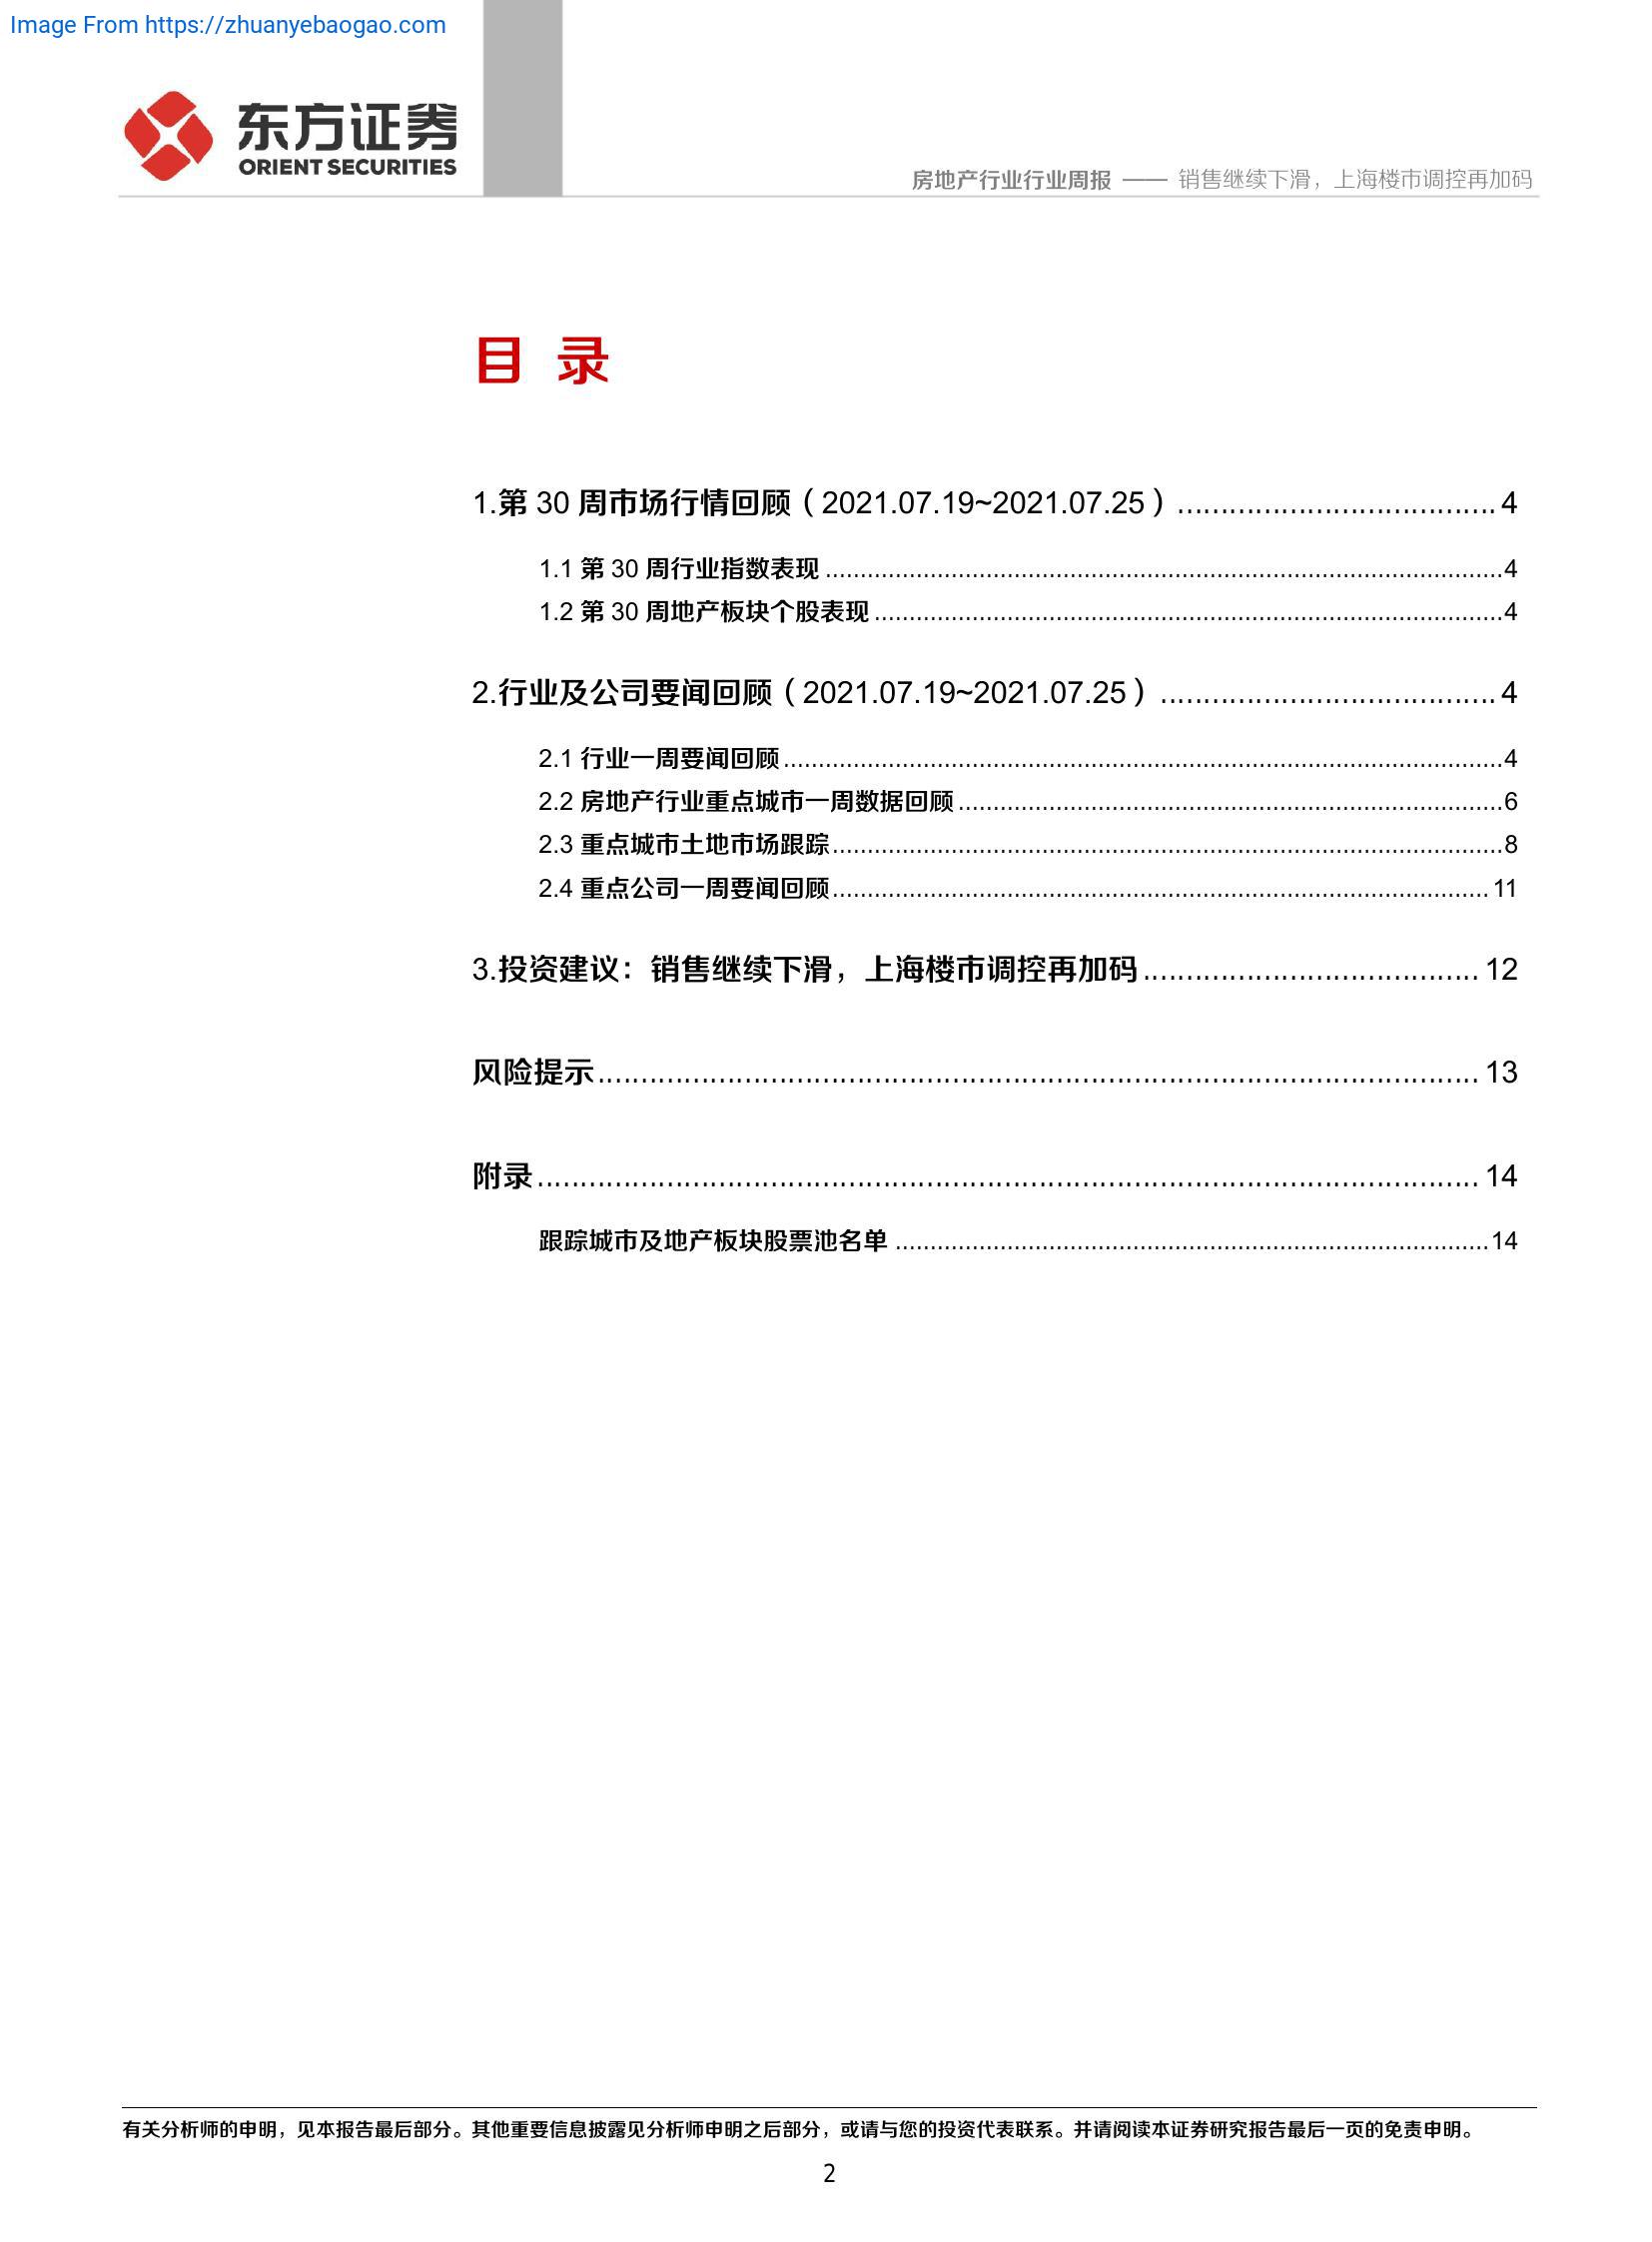 Image From https://zhuanyebaogao.com
东方证券
ORIENT SECURITIES
房地产行业行业周报 —— 销售继续下滑，上海楼市调控再加码
目 录
1.第 30 周市场行情回顾（2021.07.19~2021.07.25）..................................... 4
1.1 第 30 周行业指数表现 ................................................................................................4
1.2 第 30 周地产板块个股表现 .........................................................................................4
2.行业及公司要闻回顾（2021.07.19~2021.07.25）....................................... 4
2.1 行业一周要闻回顾 ......................................................................................................4
2.2 房地产行业重点城市一周数据回顾 .............................................................................6
2.3 重点城市土地市场跟踪...............................................................................................8
2.4 重点公司一周要闻回顾............................................................................................. 11
3.投资建议：销售继续下滑，上海楼市调控再加码....................................... 12
风险提示...................................................................................................... 13
附录............................................................................................................. 14
跟踪城市及地产板块股票池名单 .....................................................................................14
有关分析师的申明，见本报告最后部分。其他重要信息披露见分析师申明之后部分，或请与您的投资代表联系。并请阅读本证券研究报告最后一页的免责申明。
2